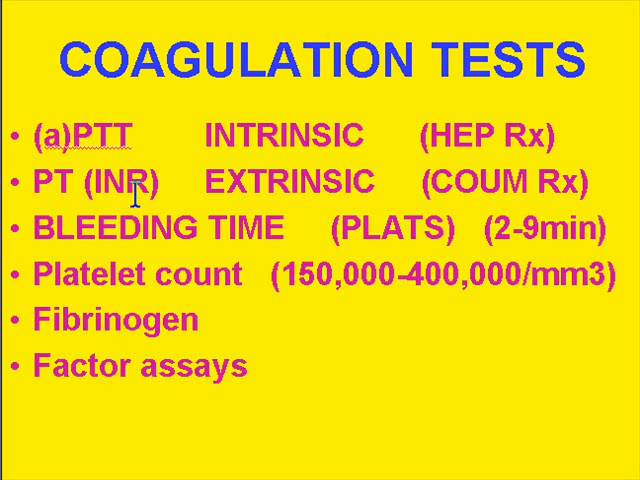 COAGULATION TESTS
• (a)PTT INTRINSIC (HEP Rx)
• PT (INR) EXTRINSIC (COUM Rx)
• BLEEDING TIME (PLATS) (2-9min)
• Platelet count (150,000-400,000/mm3)
• Fibrinogen
• Factor assays